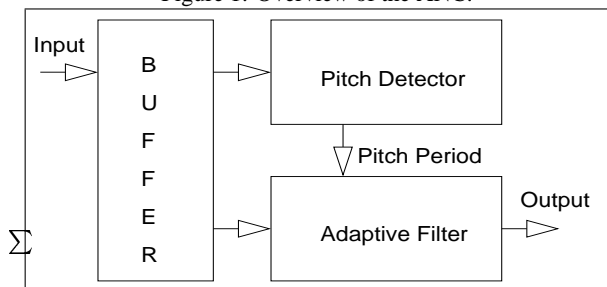 Figure 1. Overview of the ANC.
Input
B
U
F
F
E
R
Pitch Detector
Pitch Period
Adaptive Filter
Output
Σ